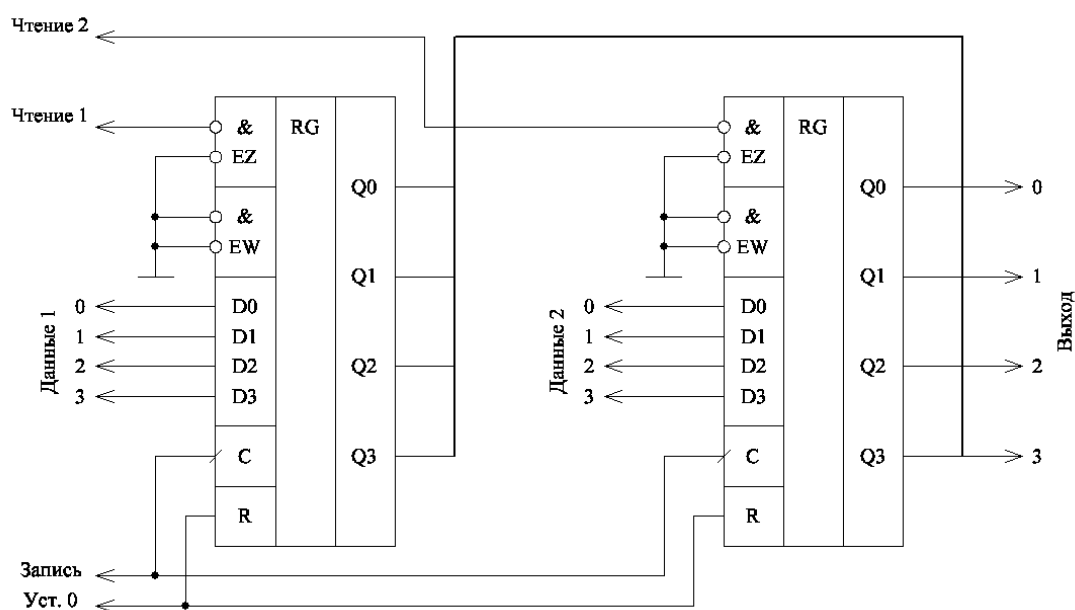 Чтение 2
Чтение 1
& RG
EZ
Q0
&
EW
Q1
D0
D1
D2
Q2
D3
C
Q3
R
Данные 1
0
1
2
3
& RG
EZ
Q0
&
EW
Q1
D0
D1
D2
Q2
D3
C
Q3
R
Данные 2
0
1
2
3
0
1
2
3
Выход
Запись
Уст. 0